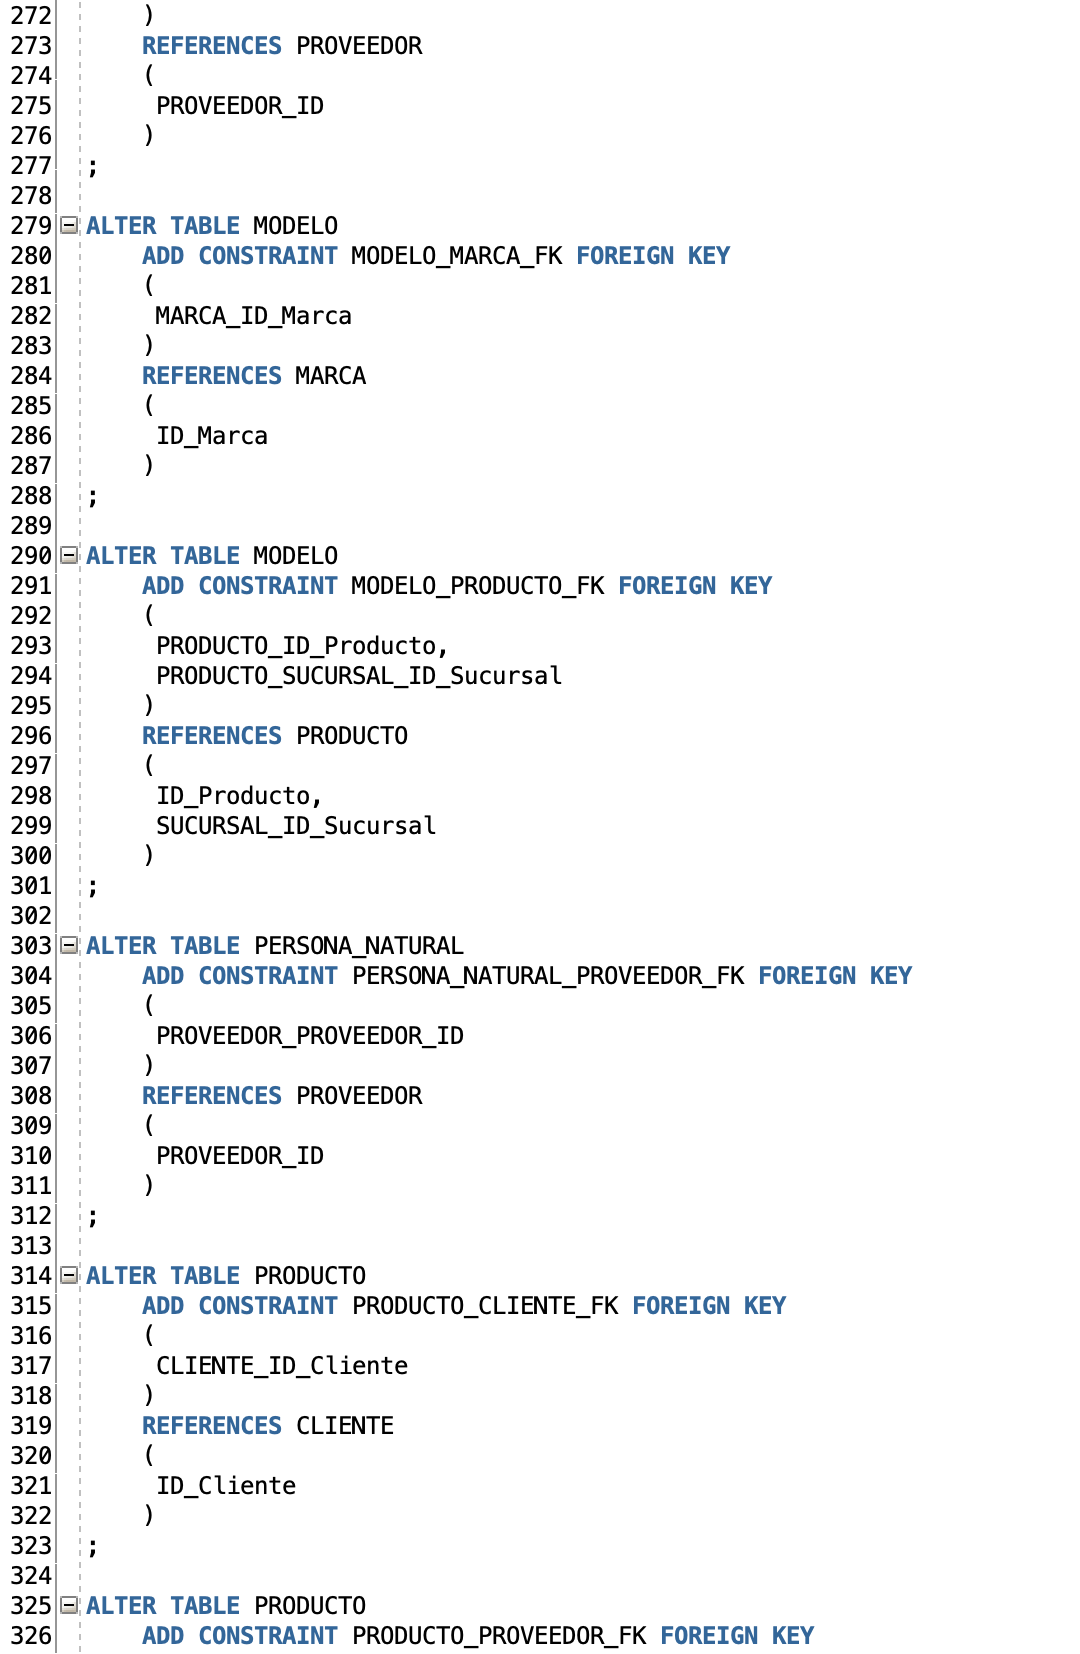 272 )
273 REFERENCES PROVEEDOR
274 (
275 PROVEEDOR_ID
276 )
277 ;
278
279 ALTER TABLE MODELO
280 ADD CONSTRAINT MODELO_MARCA_FK FOREIGN KEY
281 (
282 MARCA_ID_Marca
283 )
284 REFERENCES MARCA
285 (
286 ID_Marca
287 )
288 ;
289
290 ALTER TABLE MODELO
291 ADD CONSTRAINT MODELO_PRODUCTO_FK FOREIGN KEY
292 (
293 PRODUCTO_ID_Producto,
294 PRODUCTO_SUCURSAL_ID_Sucursal
295 )
296 REFERENCES PRODUCTO
297 (
298 ID_Producto,
299 SUCURSAL_ID_Sucursal
300 )
301 ;
302
303 ALTER TABLE PERSONA_NATURAL
304 ADD CONSTRAINT PERSONA_NATURAL_PROVEEDOR_FK FOREIGN KEY
305 (
306 PROVEEDOR_PROVEEDOR_ID
307 )
308 REFERENCES PROVEEDOR
309 (
310 PROVEEDOR_ID
311 )
312 ;
313
314 ALTER TABLE PRODUCTO
315 ADD CONSTRAINT PRODUCTO_CLIENTE_FK FOREIGN KEY
316 (
317 CLIENTE_ID_Cliente
318 )
319 REFERENCES CLIENTE
320 (
321 ID_Cliente
322 )
323 ;
324
325 ALTER TABLE PRODUCTO
326 ADD CONSTRAINT PRODUCTO_PROVEEDOR_FK FOREIGN KEY